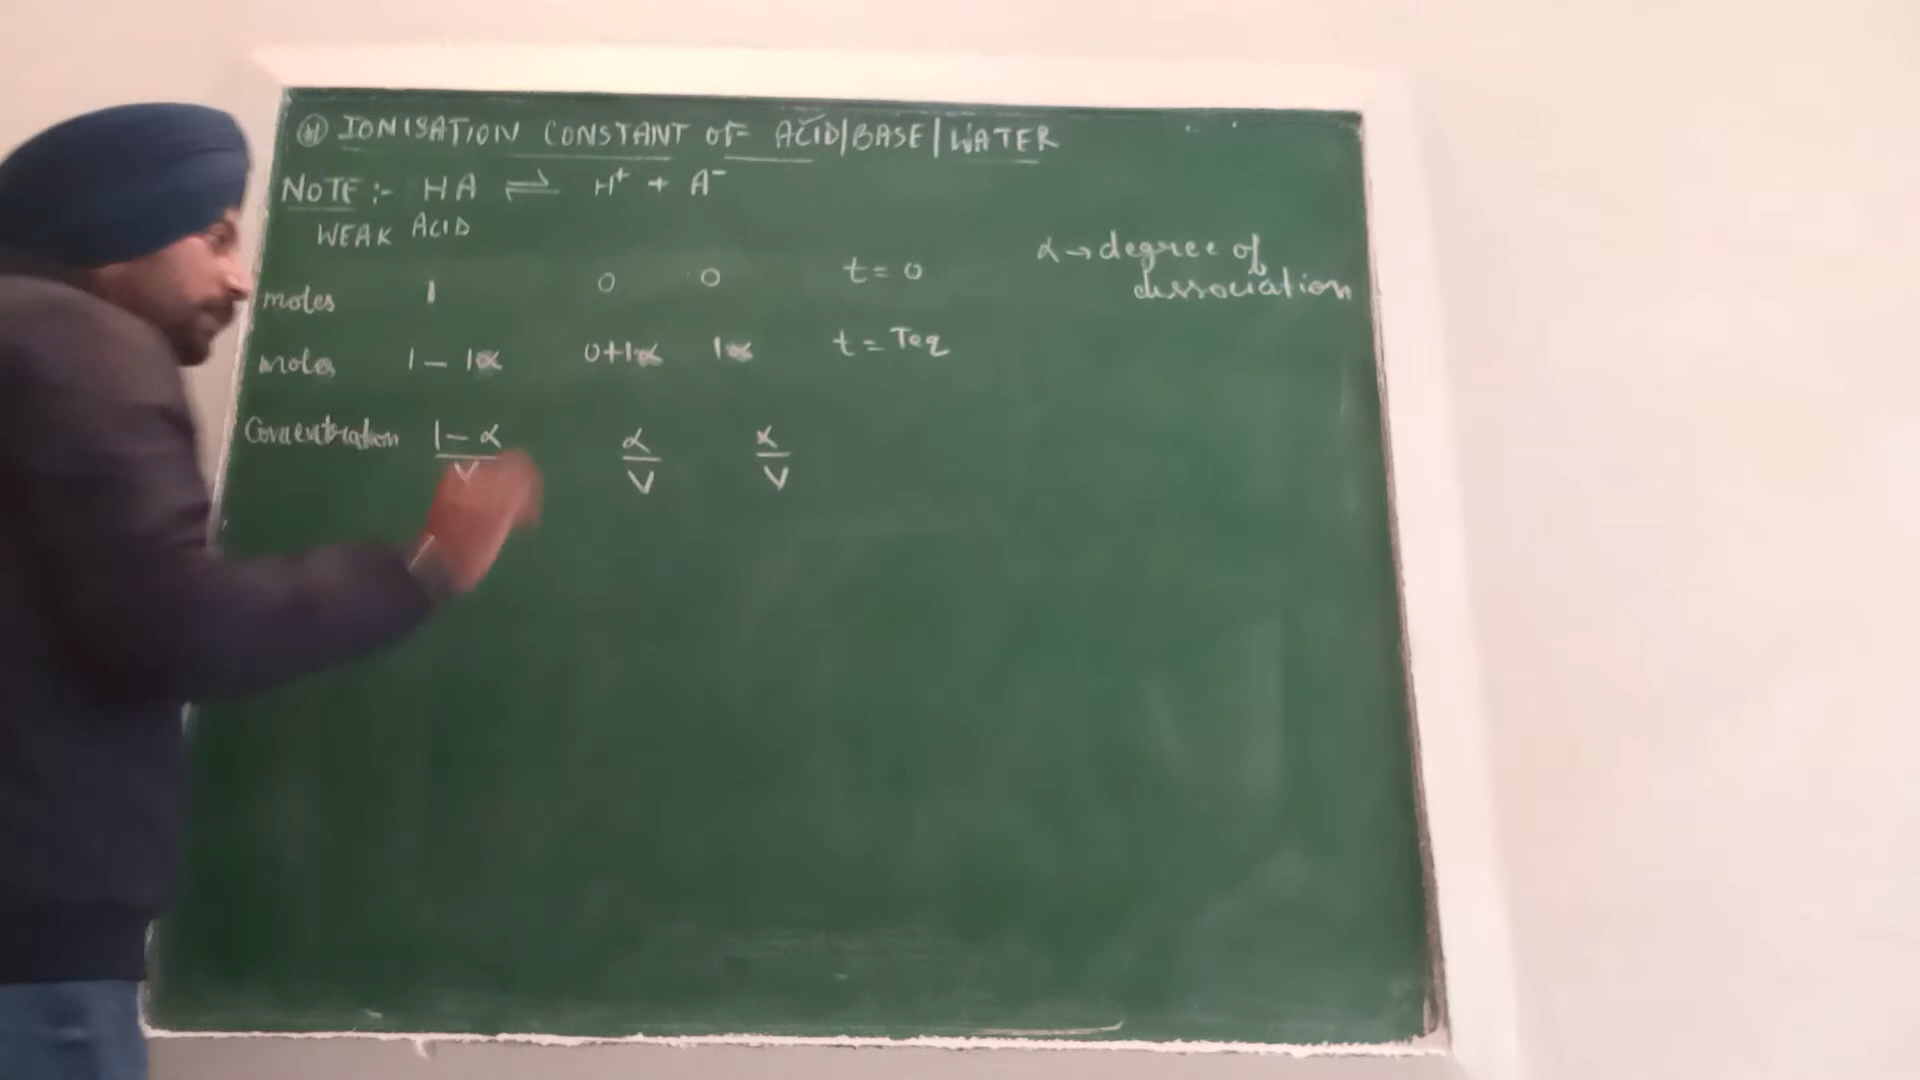 IONISATION CONSTANT OF ACID/BASE/WATER
NOTE :- HA ⇌ H⁺ + A⁻
WEAK ACID
α → degree of
dissociation
moles 1 0 0 t = 0
moles 1 - 1α 0+1α 1α t = Teq
Concentration 1-α/V α/V α/V